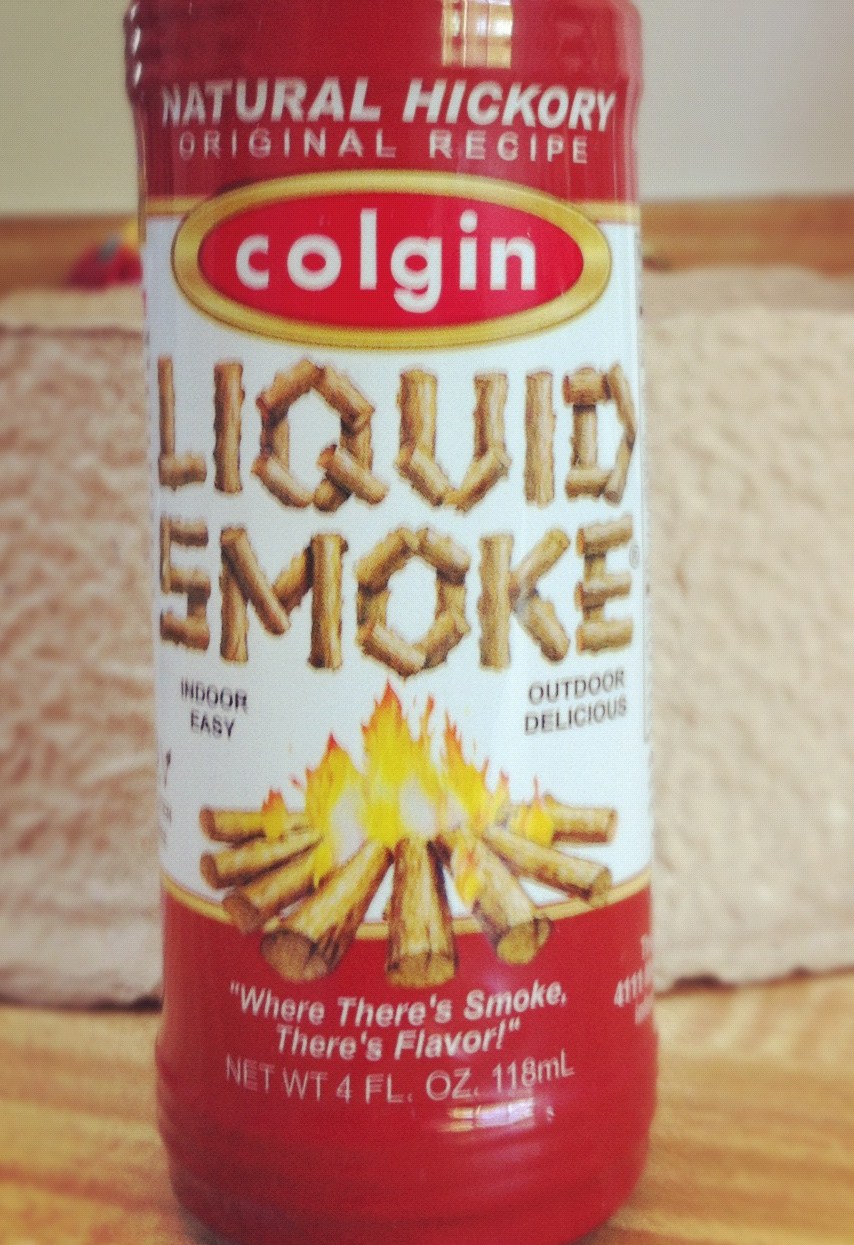 NATURAL HICKORY
ORIGINAL RECIPE
colgin
LIQUID
SMOKE®
INDOOR
EASY
OUTDOOR
DELICIOUS
"Where There's Smoke,
There's Flavor!"
NET WT 4 FL. OZ. 118mL
4111